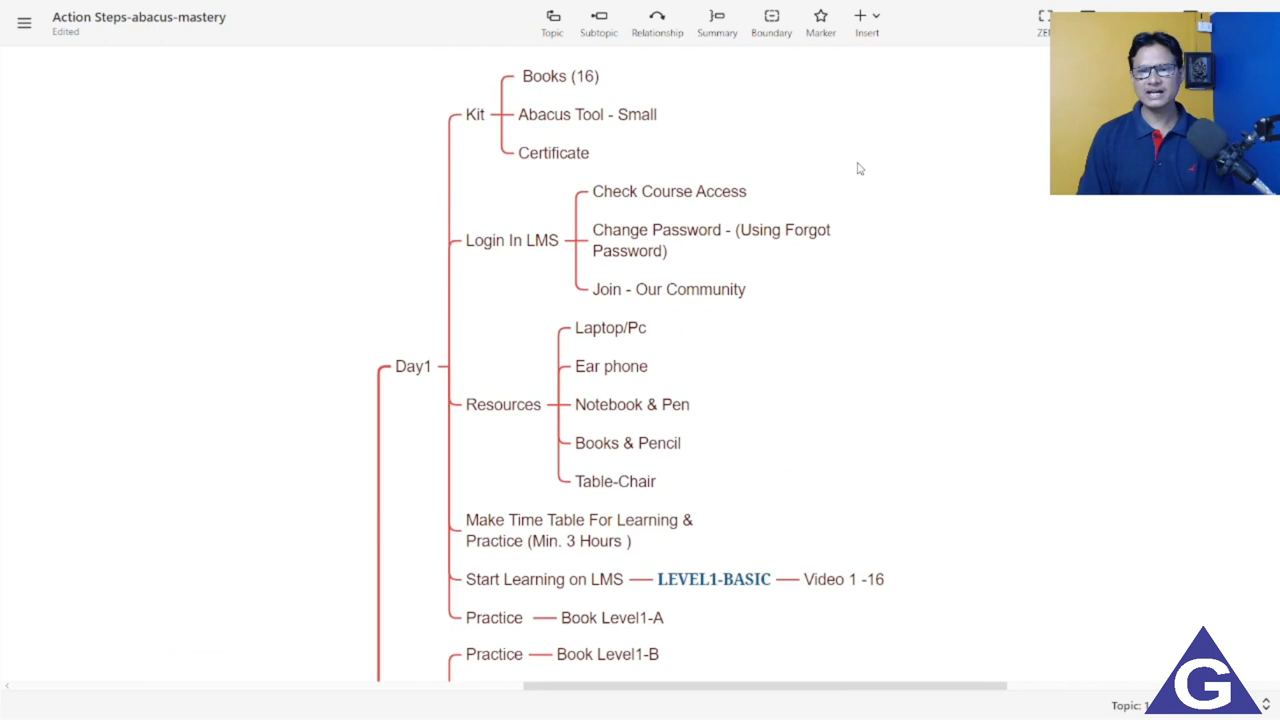 Action Steps-abacus-mastery
Edited
Topic
Subtopic
Relationship
Summary
Boundary
Marker
Insert
Books (16)
Kit
Abacus Tool - Small
Certificate
Check Course Access
Login In LMS
Change Password - (Using Forgot
Password)
Join - Our Community
Laptop/Pc
Ear phone
Day1
Resources
Notebook & Pen
Books & Pencil
Table-Chair
Make Time Table For Learning &
Practice (Min. 3 Hours )
Start Learning on LMS
LEVEL1-BASIC
Video 1 -16
Practice
Book Level1-A
Practice
Book Level1-B
Topic:
G